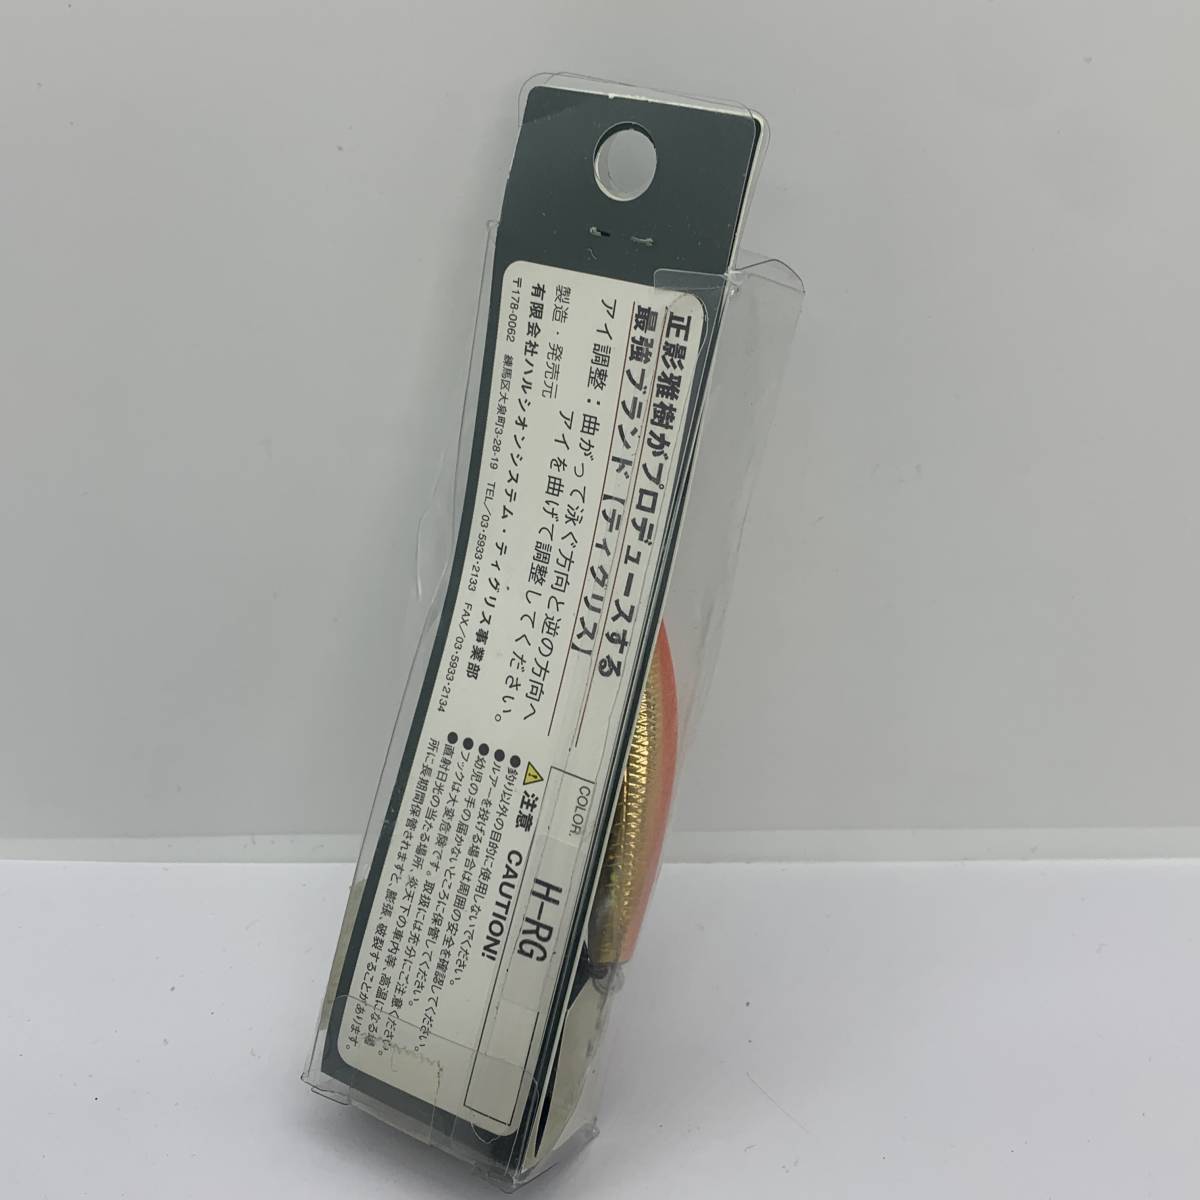 正影雅樹がプロデュースする
最強ブランド【ティグリス】
アイ調整：曲がって泳ぐ方向と逆の方向へ
アイを曲げて調整してください。
製造・発売元
有限会社ハルシオンシステム・ティグリス事業部
〒178-0062 練馬区大泉町3-28-19 TEL／03-5933-2133 FAX／03-5933-2134
COLOR.
H-RG
注意 CAUTION!
●釣り以外の目的に使用しないでください。
●ルアーを投げる場合は周囲の安全を確認してください。
●幼児の手の届かないところに保管してください。
●フックは大変危険です。取扱には充分にご注意ください。
●直射日光の当たる場所、炎天下の車内等、高温になる場
所に長期間保管されますと、膨張、破裂することがあります。